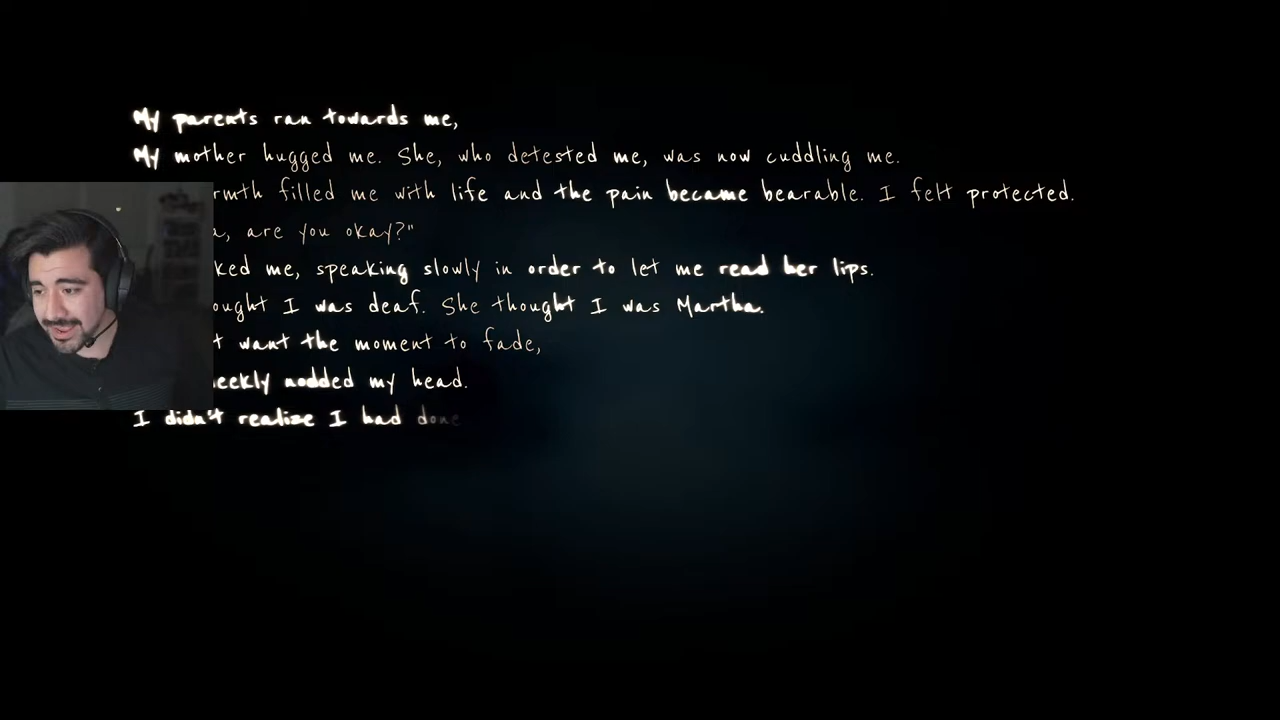 My parents ran towards me,
My mother hugged me. She, who detested me, was now cuddling me.
filled me with life and the pain became bearable. I felt protected.
are you okay?"
me, speaking slowly in order to let me read her lips.
I was deaf. She thought I was Martha.
want the moment to fade,
nodded my head.
I didn't realize I had done